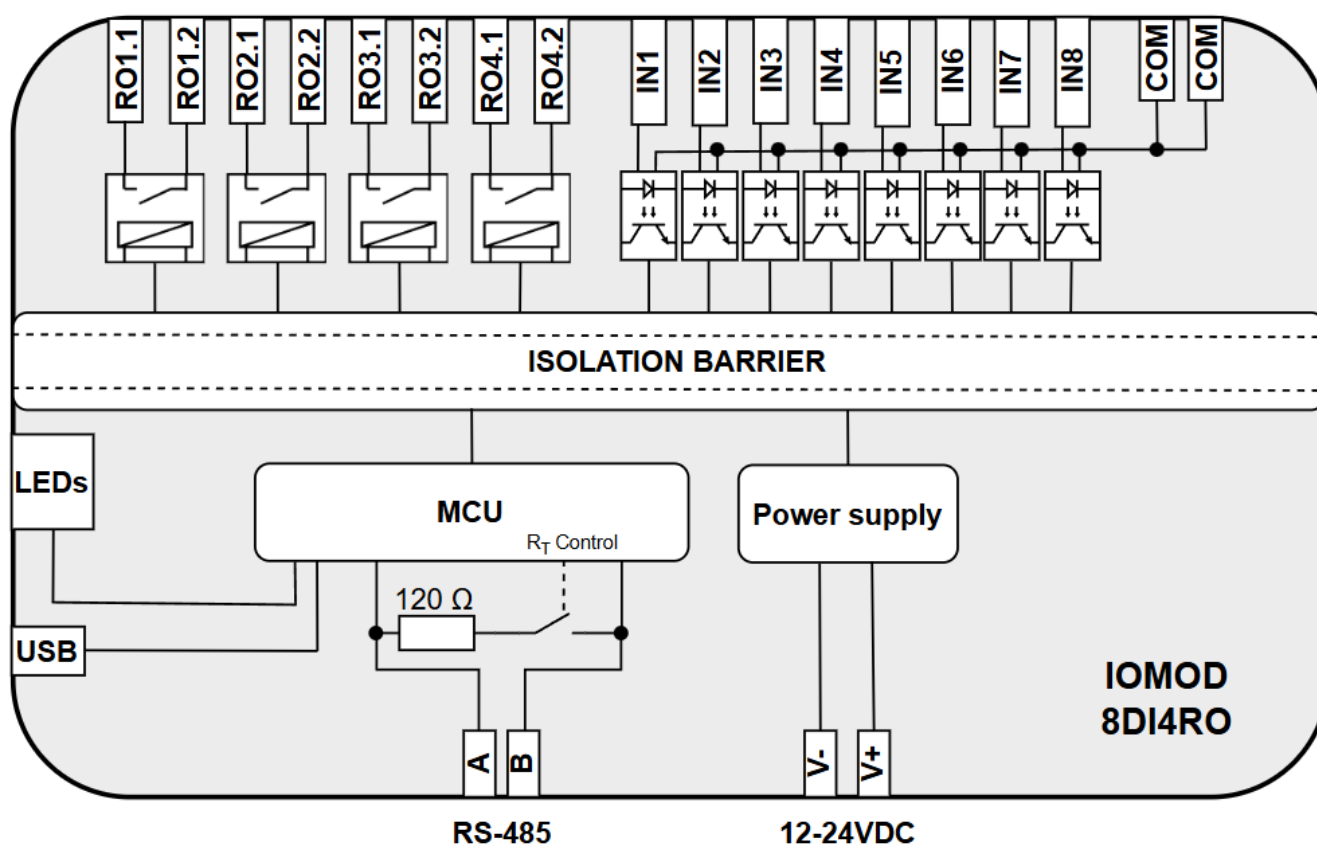 RO1.1
RO1.2
RO2.1
RO2.2
RO3.1
RO3.2
RO4.1
RO4.2
IN1
IN2
IN3
IN4
IN5
IN6
IN7
IN8
COM
COM
ISOLATION BARRIER
LEDs
MCU
R_T Control
Power supply
120 Ω
USB
IOMOD
8DI4RO
A
B
V-
V+
RS-485
12-24VDC